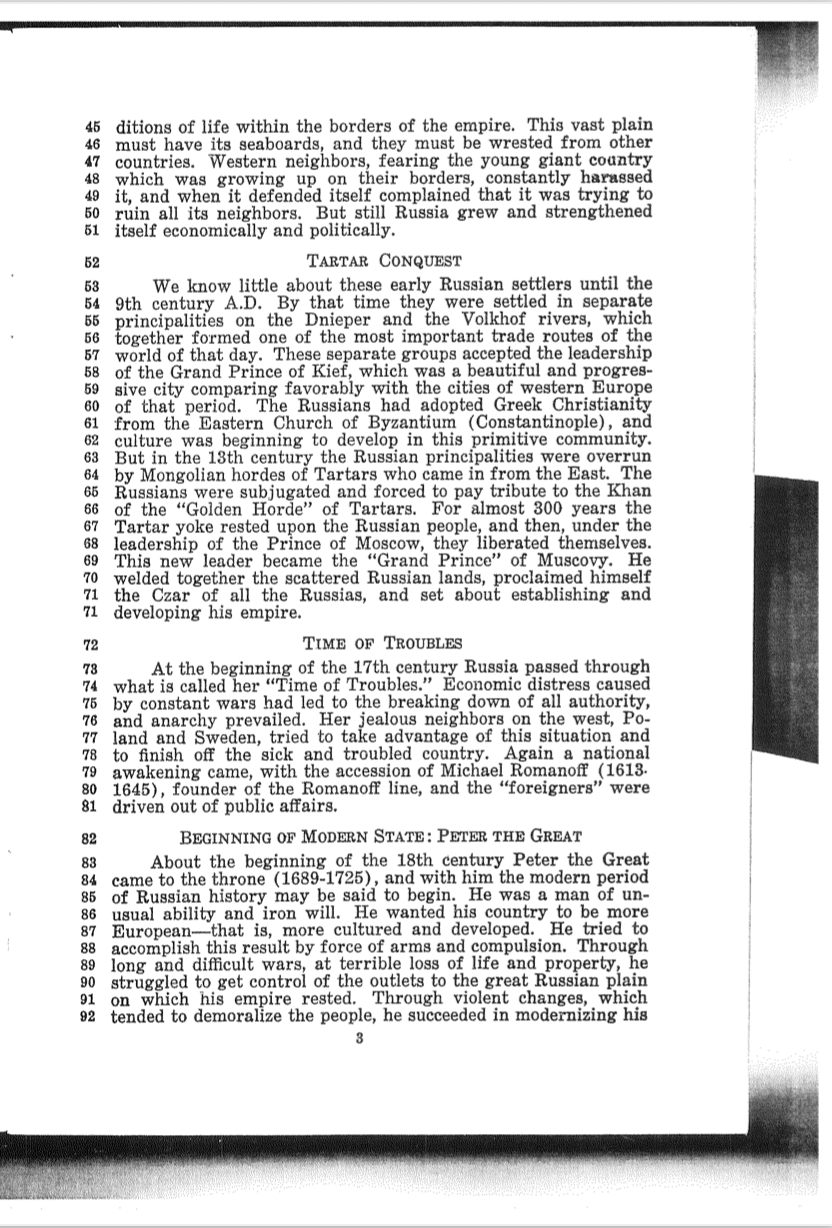 45 ditions of life within the borders of the empire. This vast plain
46 must have its seaboards, and they must be wrested from other
47 countries. Western neighbors, fearing the young giant country
48 which was growing up on their borders, constantly harassed
49 it, and when it defended itself complained that it was trying to
50 ruin all its neighbors. But still Russia grew and strengthened
51 itself economically and politically.
52 TARTAR CONQUEST
53 We know little about these early Russian settlers until the
54 9th century A.D. By that time they were settled in separate
55 principalities on the Dnieper and the Volkhof rivers, which
56 together formed one of the most important trade routes of the
57 world of that day. These separate groups accepted the leadership
58 of the Grand Prince of Kief, which was a beautiful and progres-
59 sive city comparing favorably with the cities of western Europe
60 of that period. The Russians had adopted Greek Christianity
61 from the Eastern Church of Byzantium (Constantinople), and
62 culture was beginning to develop in this primitive community.
63 But in the 13th century the Russian principalities were overrun
64 by Mongolian hordes of Tartars who came in from the East. The
65 Russians were subjugated and forced to pay tribute to the Khan
66 of the “Golden Horde” of Tartars. For almost 300 years the
67 Tartar yoke rested upon the Russian people, and then, under the
68 leadership of the Prince of Moscow, they liberated themselves.
69 This new leader became the “Grand Prince” of Muscovy. He
70 welded together the scattered Russian lands, proclaimed himself
71 the Czar of all the Russias, and set about establishing and
71 developing his empire.
72 TIME OF TROUBLES
73 At the beginning of the 17th century Russia passed through
74 what is called her “Time of Troubles.” Economic distress caused
75 by constant wars had led to the breaking down of all authority,
76 and anarchy prevailed. Her jealous neighbors on the west, Po-
77 land and Sweden, tried to take advantage of this situation and
78 to finish off the sick and troubled country. Again a national
79 awakening came, with the accession of Michael Romanoff (1613-
80 1645), founder of the Romanoff line, and the “foreigners” were
81 driven out of public affairs.
82 BEGINNING OF MODERN STATE: PETER THE GREAT
83 About the beginning of the 18th century Peter the Great
84 came to the throne (1689-1725), and with him the modern period
85 of Russian history may be said to begin. He was a man of un-
86 usual ability and iron will. He wanted his country to be more
87 European—that is, more cultured and developed. He tried to
88 accomplish this result by force of arms and compulsion. Through
89 long and difficult wars, at terrible loss of life and property, he
90 struggled to get control of the outlets to the great Russian plain
91 on which his empire rested. Through violent changes, which
92 tended to demoralize the people, he succeeded in modernizing his
3